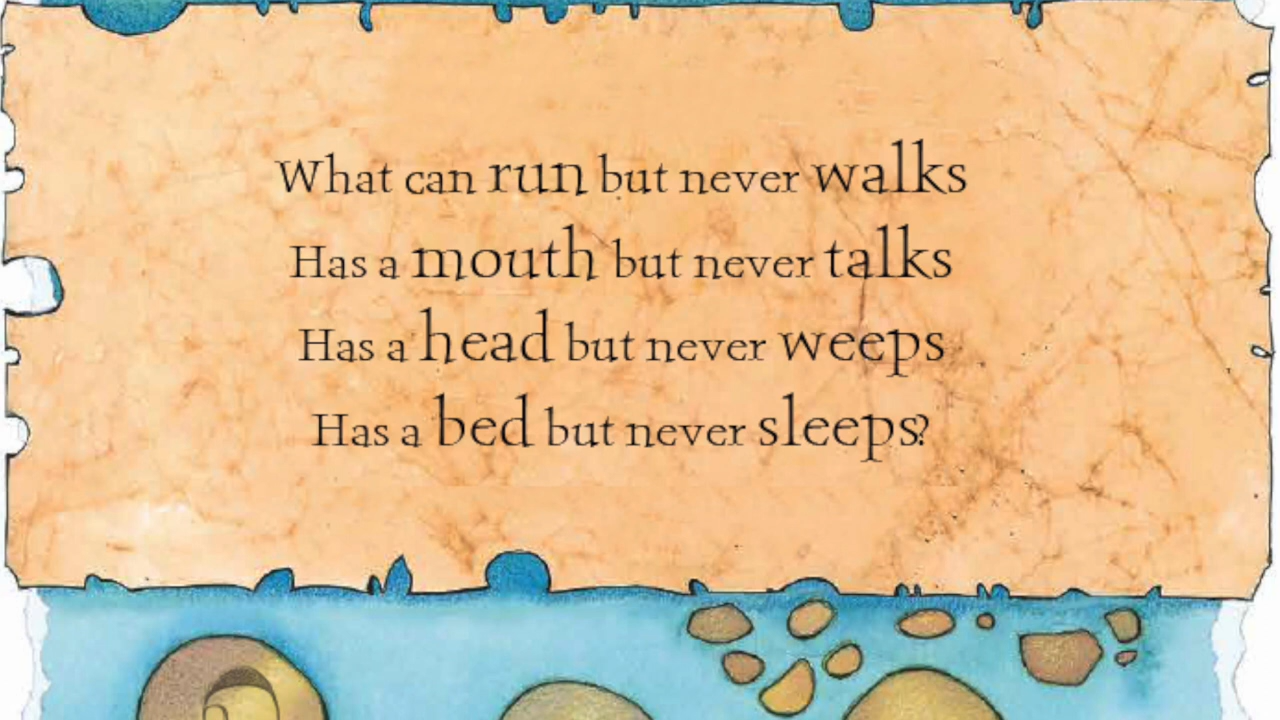 What can run but never walks
Has a mouth but never talks
Has a head but never weeps
Has a bed but never sleeps?